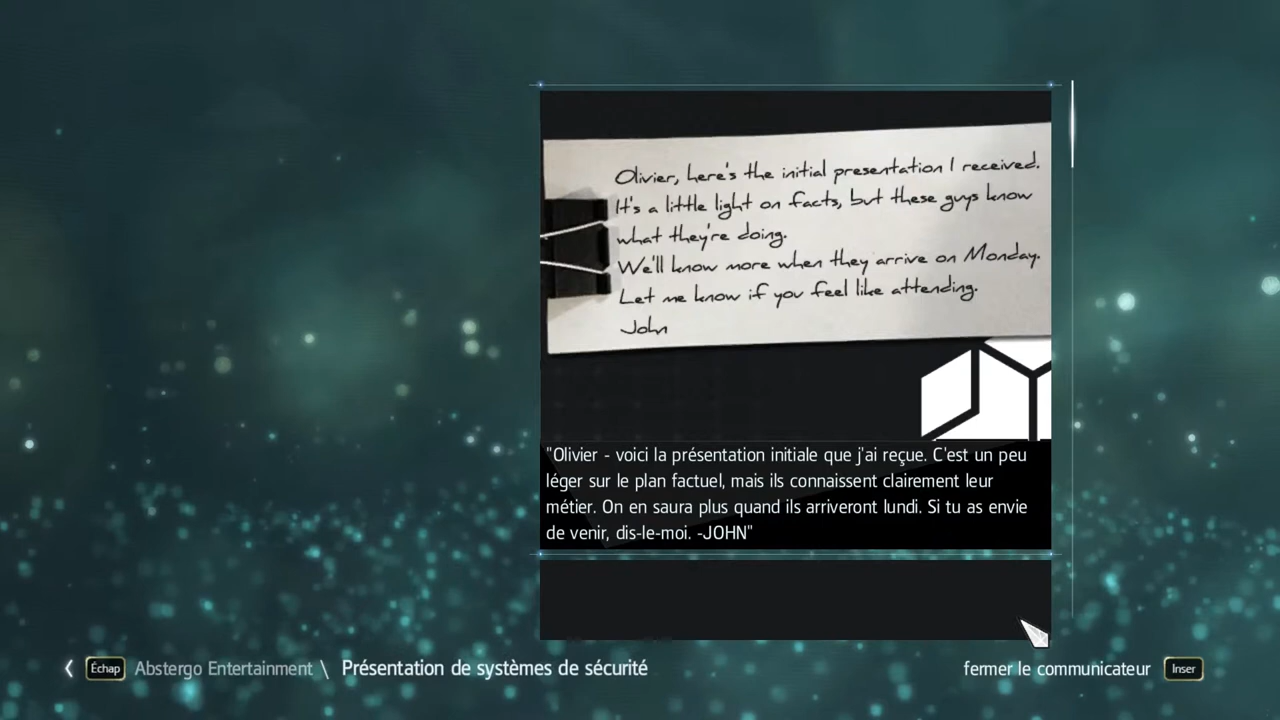 Olivier, here's the initial presentation I received.
It's a little light on facts, but these guys know
what they're doing.
We'll know more when they arrive on Monday.
Let me know if you feel like attending.
John
"Olivier - voici la présentation initiale que j'ai reçue. C'est un peu
léger sur le plan factuel, mais ils connaissent clairement leur
métier. On en saura plus quand ils arriveront lundi. Si tu as envie
de venir, dis-le-moi. -JOHN"
Échap Abstergo Entertainment \ Présentation de systèmes de sécurité
fermer le communicateur Inser